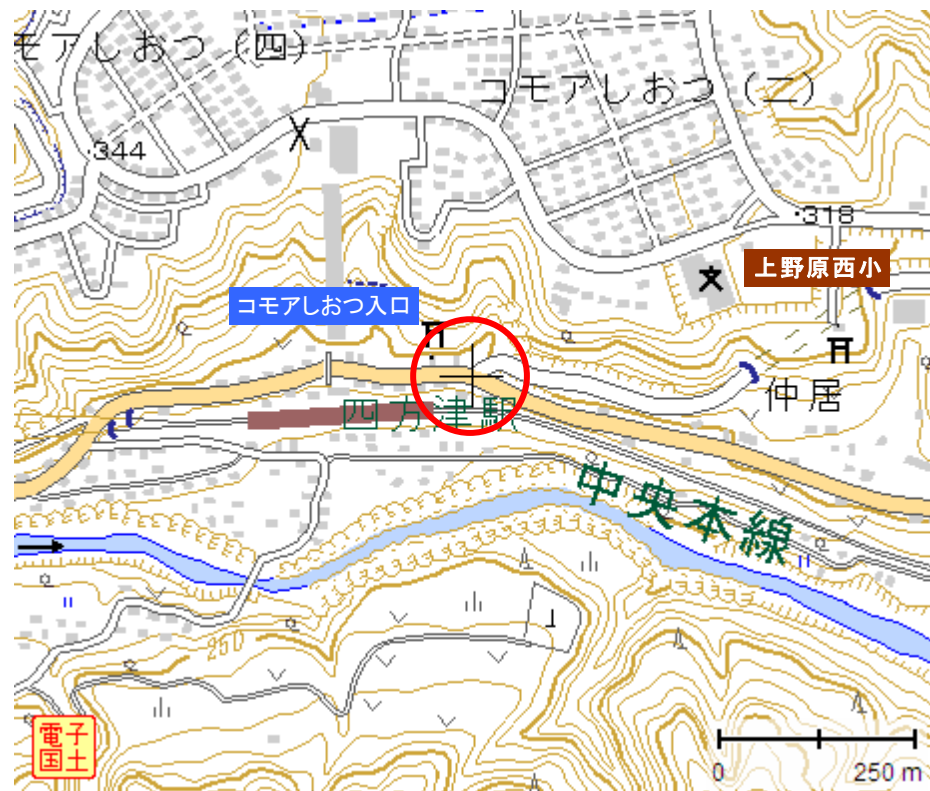 モアしおつ (四)
コモアしおつ (二)
・344
・318
上野原西小
コモアしおつ入口
四方津駅
仲居
中央本線
250
電子
国土
0
250 m